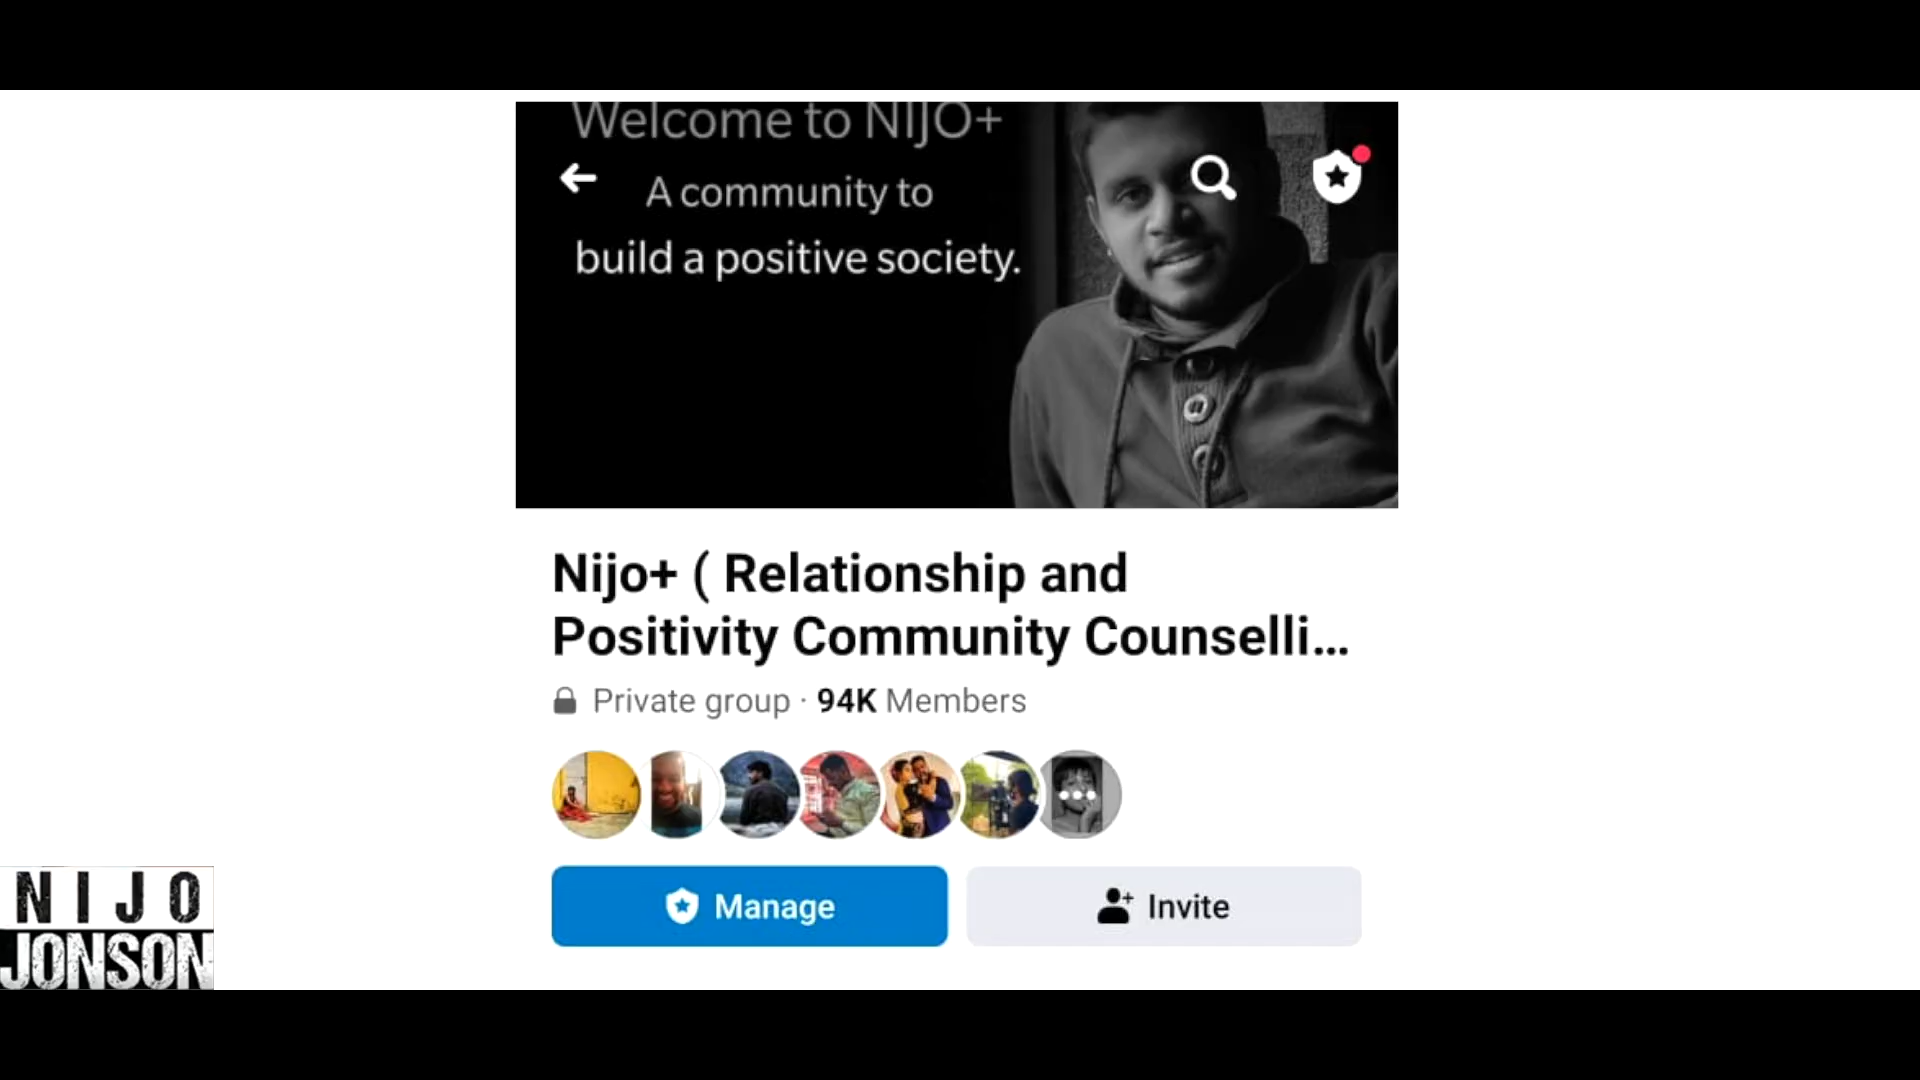 Welcome to NIJO+
A community to
build a positive society.
Nijo+ ( Relationship and
Positivity Community Counselli...
Private group · 94K Members
Manage
Invite
NIJO
JONSON